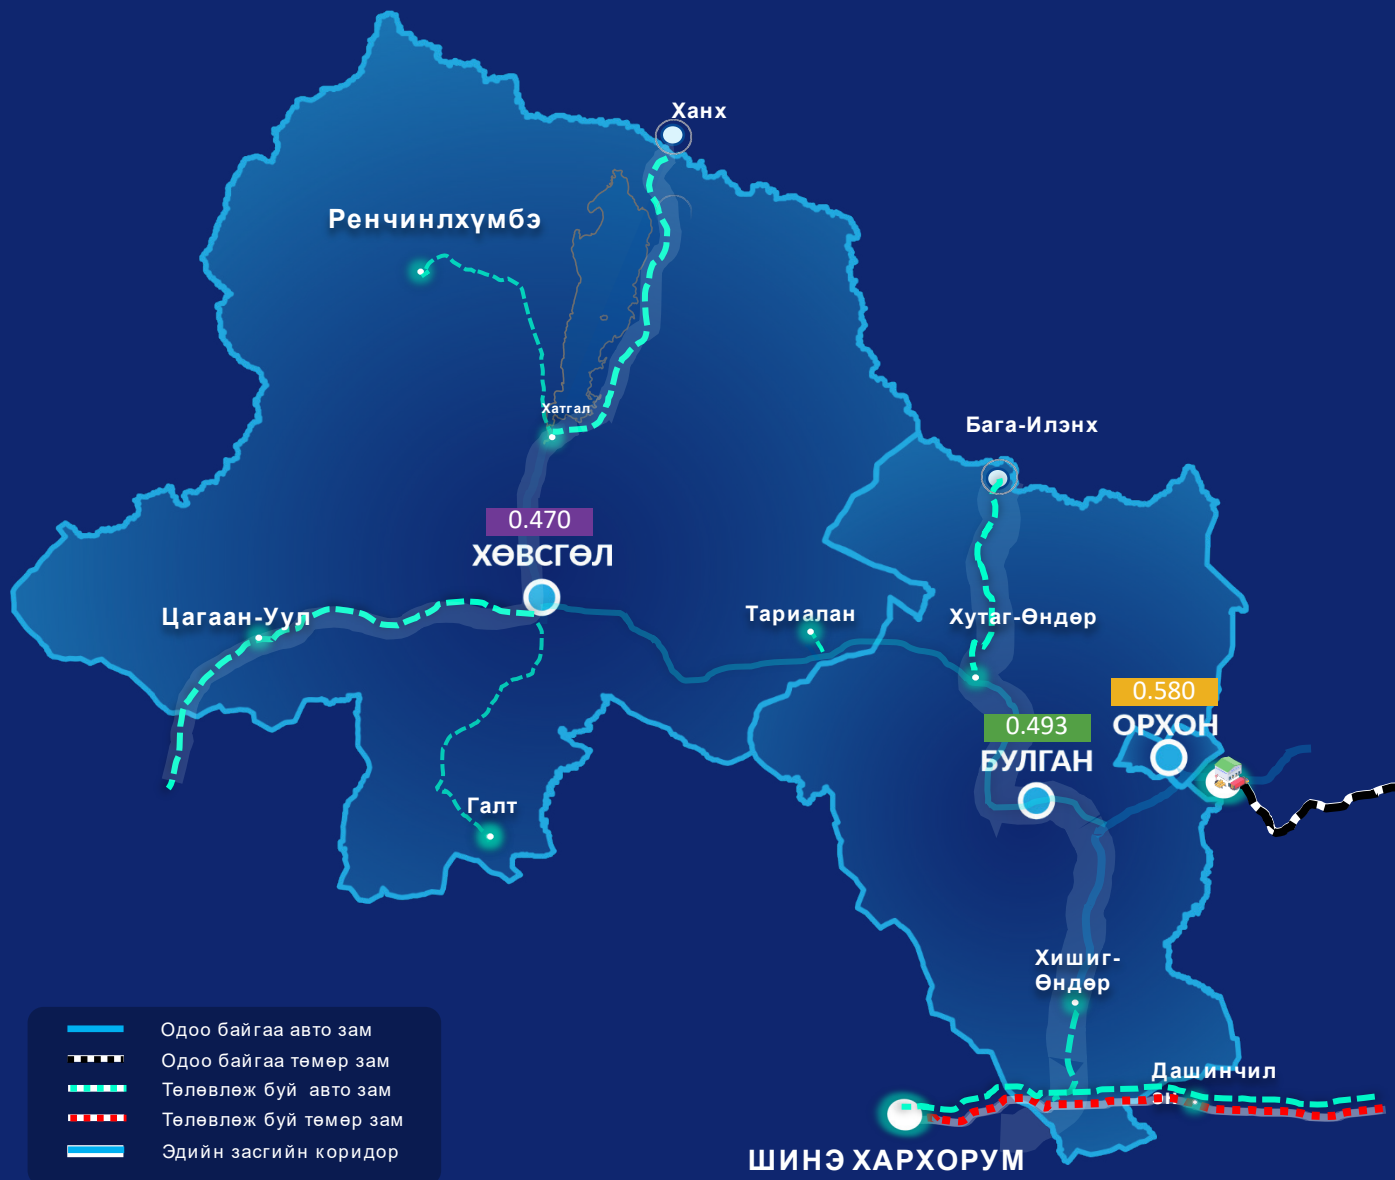 Ханх
Ренчинлхүмбэ
Хатгал
Бага-Илэнх
0.470
ХӨВСГӨЛ
Цагаан-Уул
Тариалан
Хутаг-Өндөр
0.580
ОРХОН
0.493
БУЛГАН
Галт
Хишиг-
Өндөр
Дашинчил
ШИНЭ ХАРХОРУМ
Одоо байгаа авто зам
Одоо байгаа төмөр зам
Төлөвлөж буй авто зам
Төлөвлөж буй төмөр зам
Эдийн засгийн коридор